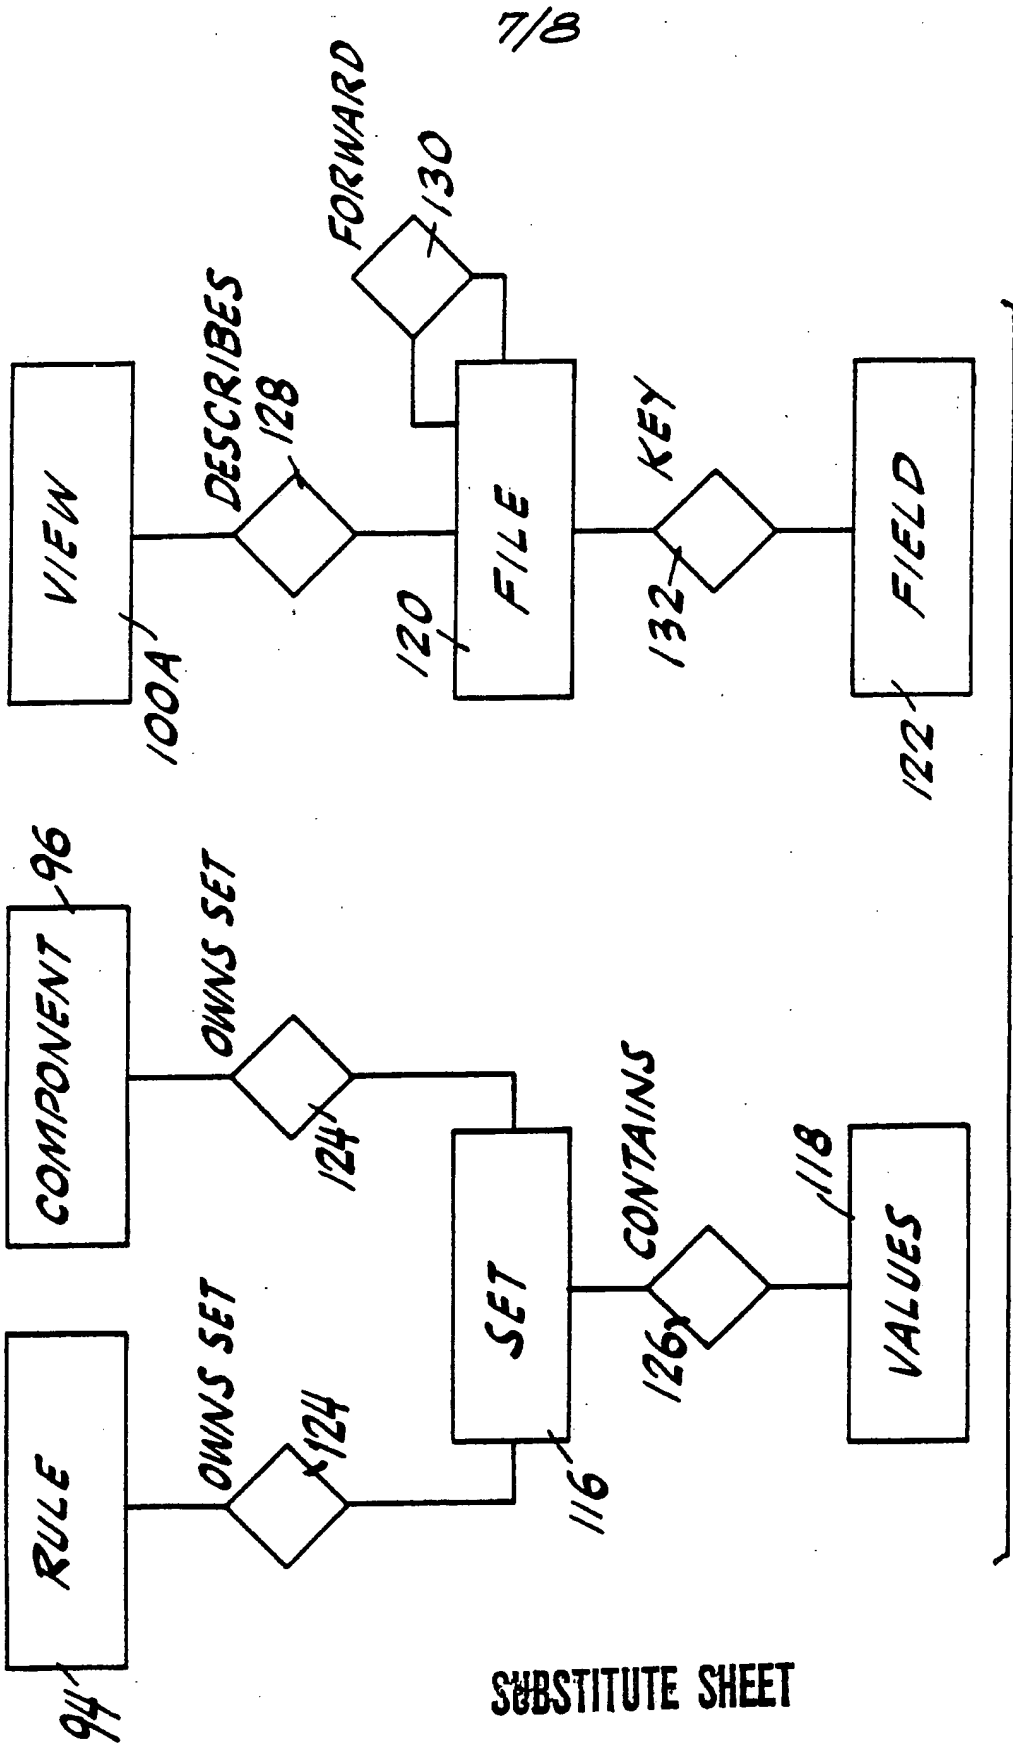 7/8
RULE
94
COMPONENT
96
VIEW
100A
OWNS SET
124
OWNS SET
124
DESCRIBES
128
FORWARD
130
SET
116
FILE
120
CONTAINS
126
KEY
132
VALUES
118
FIELD
122
SUBSTITUTE SHEET